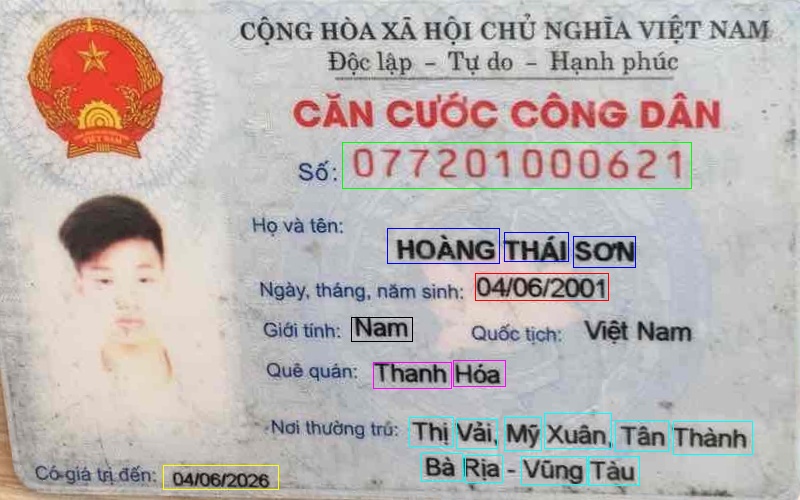 CỘNG HÒA XÃ HỘI CHỦ NGHĨA VIỆT NAM
Độc lập - Tự do - Hạnh phúc
CĂN CƯỚC CÔNG DÂN
Số: 077201000621
Họ và tên: HOÀNG THÁI SƠN
Ngày, tháng, năm sinh: 04/06/2001
Giới tính: Nam Quốc tịch: Việt Nam
Quê quán: Thanh Hóa
Nơi thường trú: Thị Vải, Mỹ Xuân, Tân Thành
Bà Rịa - Vũng Tàu
Có giá trị đến: 04/06/2026